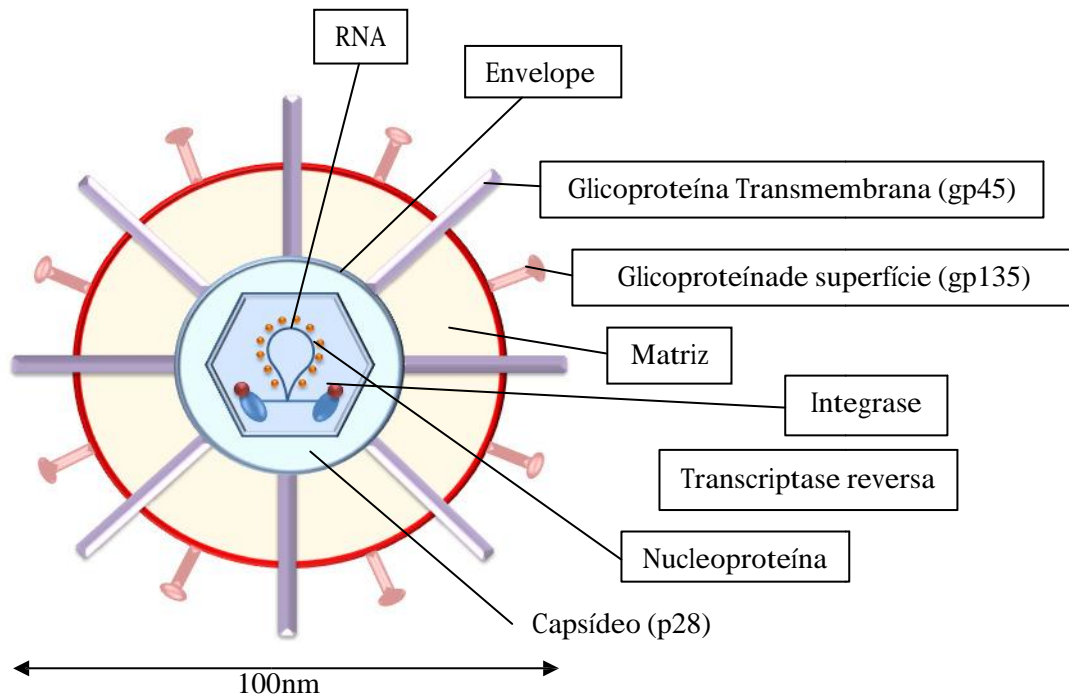 RNA
Envelope
Glicoproteína Transmembrana (gp45)
Glicoproteínade superfície (gp135)
Matriz
Integrase
Transcriptase reversa
Nucleoproteína
Capsídeo (p28)
100nm